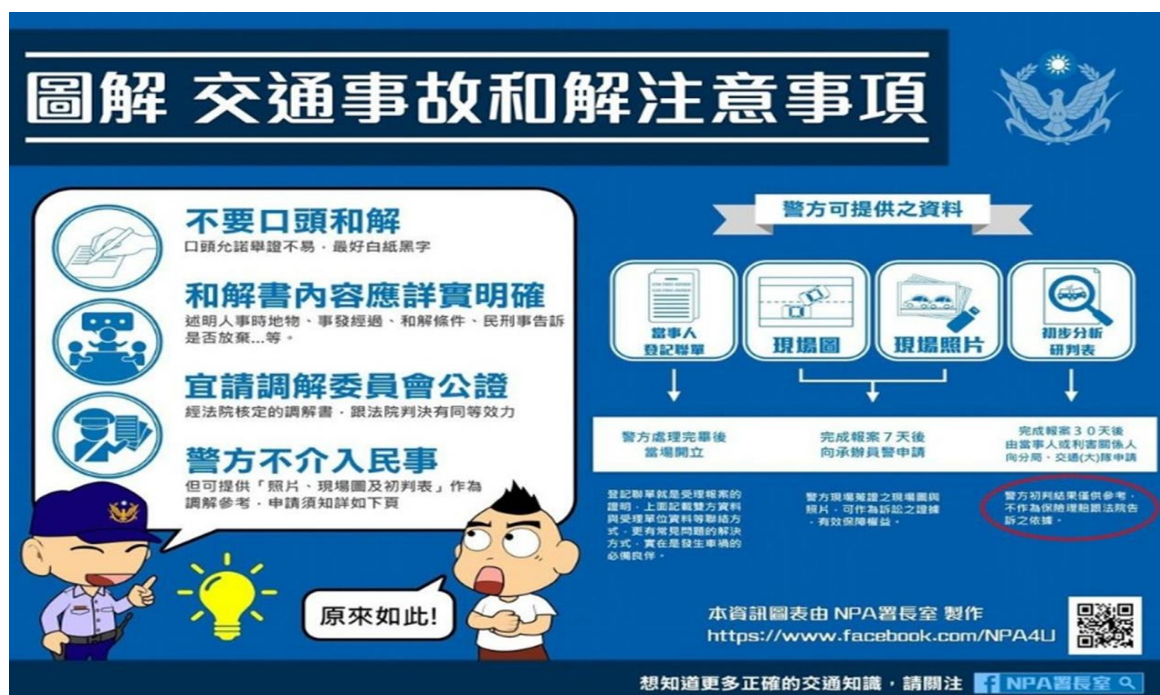 圖解 交通事故和解注意事項
不要口頭和解
口頭允諾舉證不易，最好白紙黑字
和解書內容應詳實明確
述明人事時地物、事發經過、和解條件、民刑事告訴
是否放棄...等。
宜請調解委員會公證
經法院核定的調解書，跟法院判決有同等效力
警方不介入民事
但可提供「照片、現場圖及初判表」作為
調解參考，申請須知詳如下頁
原來如此!
警方可提供之資料
當事人
登記聯單
現場圖
現場照片
初步分析
研判表
警方處理完畢後
當場開立
完成報案7天後
向承辦員警申請
完成報案30天後
由當事人或利害關係人
向分局、交通(大)隊申請
登記聯單就是受理報案的
證明，上面記載雙方資料
與受理單位資料等聯絡方
式，更有常見問題的解決
方式，實在是發生車禍的
必備良伴。
警方現場蒐證之現場圖與
照片，可作為訴訟之證據
，有效保障權益。
警方初判結果僅供參考，
不作為保險理賠跟法院告
訴之依據。
本資訊圖表由 NPA署長室 製作
https://www.facebook.com/NPA4U
想知道更多正確的交通知識，請關注 f NPA署長室